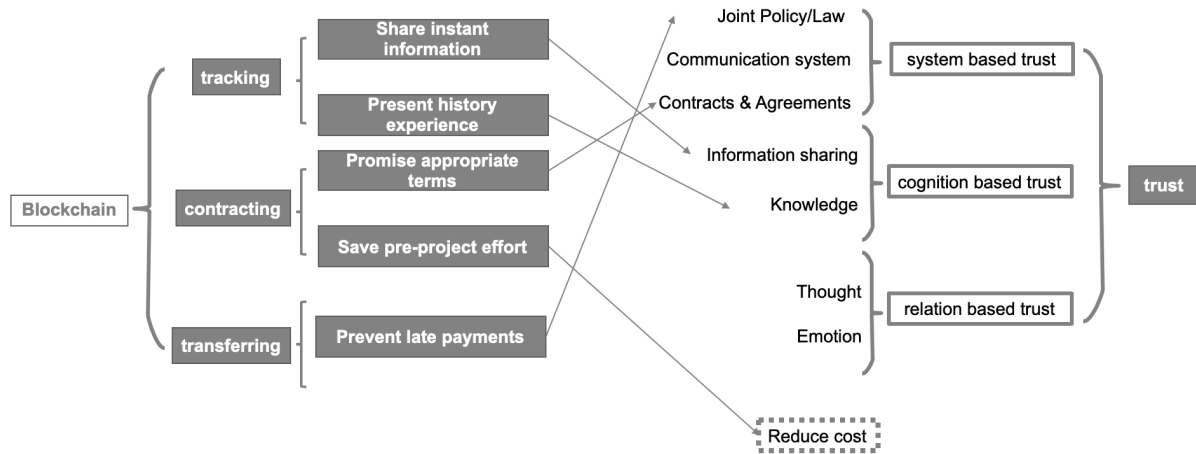 Blockchain
tracking
contracting
transferring
Share instant
information
Present history
experience
Promise appropriate
terms
Save pre-project effort
Prevent late payments
Joint Policy/Law
Communication system
Contracts & Agreements
Information sharing
Knowledge
Thought
Emotion
Reduce cost
system based trust
cognition based trust
relation based trust
trust